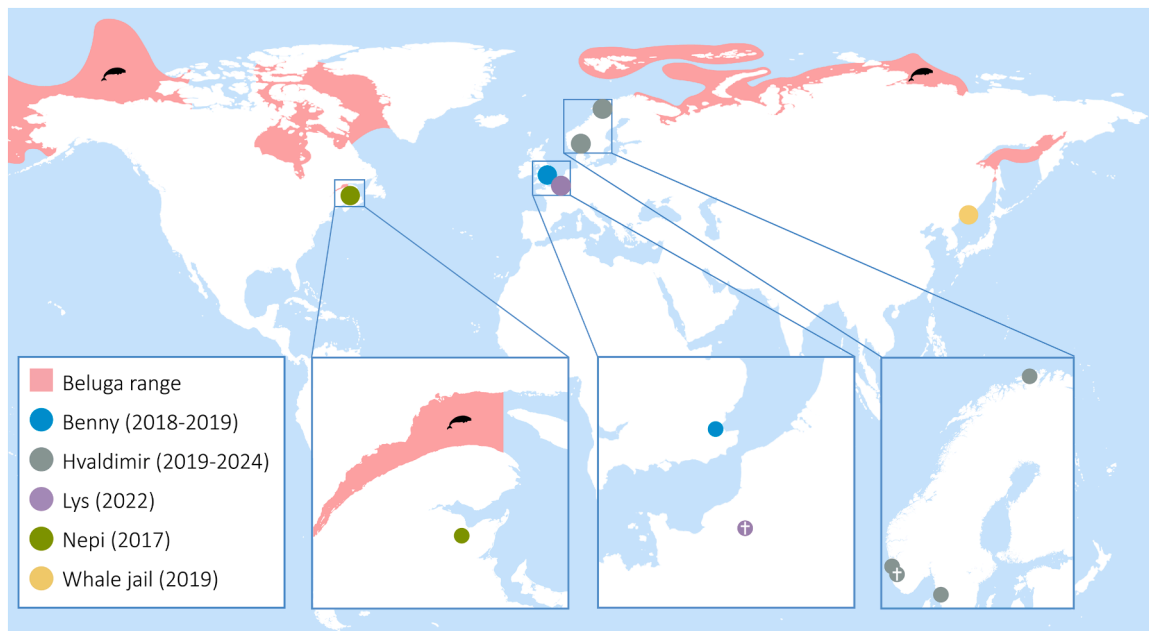 Beluga range
Benny (2018-2019)
Hvaldimir (2019-2024)
Lys (2022)
Nepi (2017)
Whale jail (2019)